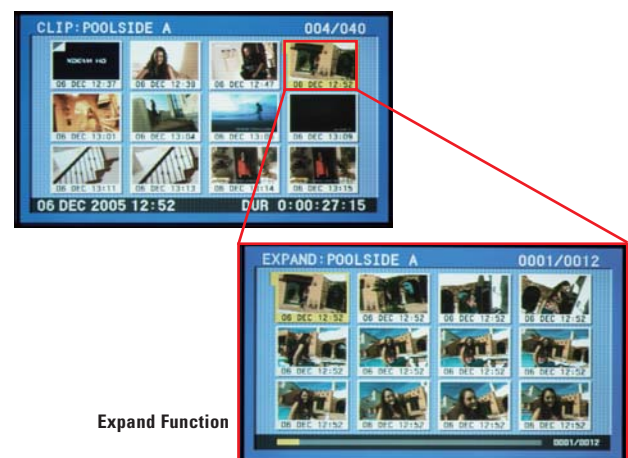 CLIP:POOLSIDE A 004/040
06 DEC 12:37 06 DEC 12:39 06 DEC 12:47 06 DEC 12:52
06 DEC 13:01 06 DEC 13:04 06 DEC 13:09
06 DEC 13:11 06 DEC 13:13 06 DEC 13:14 06 DEC 13:15
06 DEC 2005 12:52 DUR 0:00:27:15
EXPAND:POOLSIDE A 0001/0012
06 DEC 12:52 06 DEC 12:52 06 DEC 12:52 06 DEC 12:52
06 DEC 12:52 06 DEC 12:52 06 DEC 12:52 06 DEC 12:52
06 DEC 12:52 06 DEC 12:52 06 DEC 12:52 06 DEC 12:52
Expand Function
0001/0012